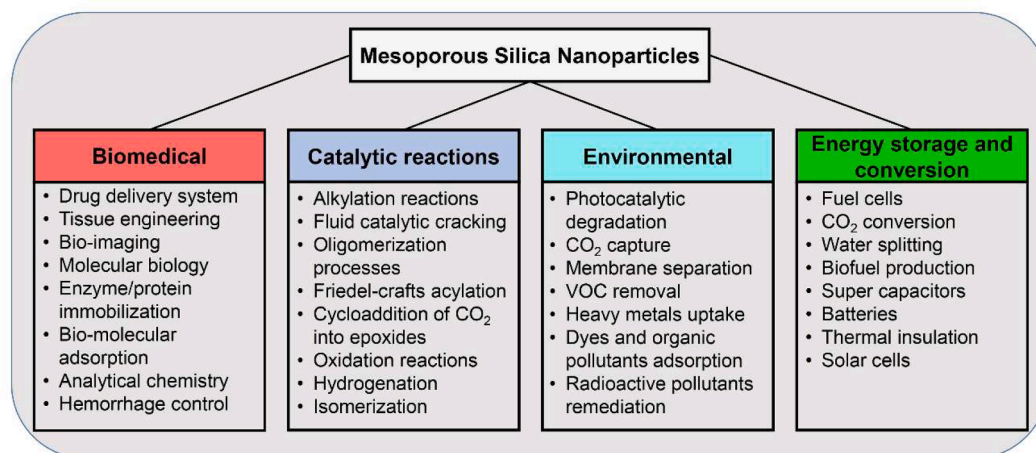 Mesoporous Silica Nanoparticles
Biomedical
• Drug delivery system
• Tissue engineering
• Bio-imaging
• Molecular biology
• Enzyme/protein
immobilization
• Bio-molecular
adsorption
• Analytical chemistry
• Hemorrhage control
Catalytic reactions
• Alkylation reactions
• Fluid catalytic cracking
• Oligomerization
processes
• Friedel-crafts acylation
• Cycloaddition of CO₂
into epoxides
• Oxidation reactions
• Hydrogenation
• Isomerization
Environmental
• Photocatalytic
degradation
• CO₂ capture
• Membrane separation
• VOC removal
• Heavy metals uptake
• Dyes and organic
pollutants adsorption
• Radioactive pollutants
remediation
Energy storage and
conversion
• Fuel cells
• CO₂ conversion
• Water splitting
• Biofuel production
• Super capacitors
• Batteries
• Thermal insulation
• Solar cells